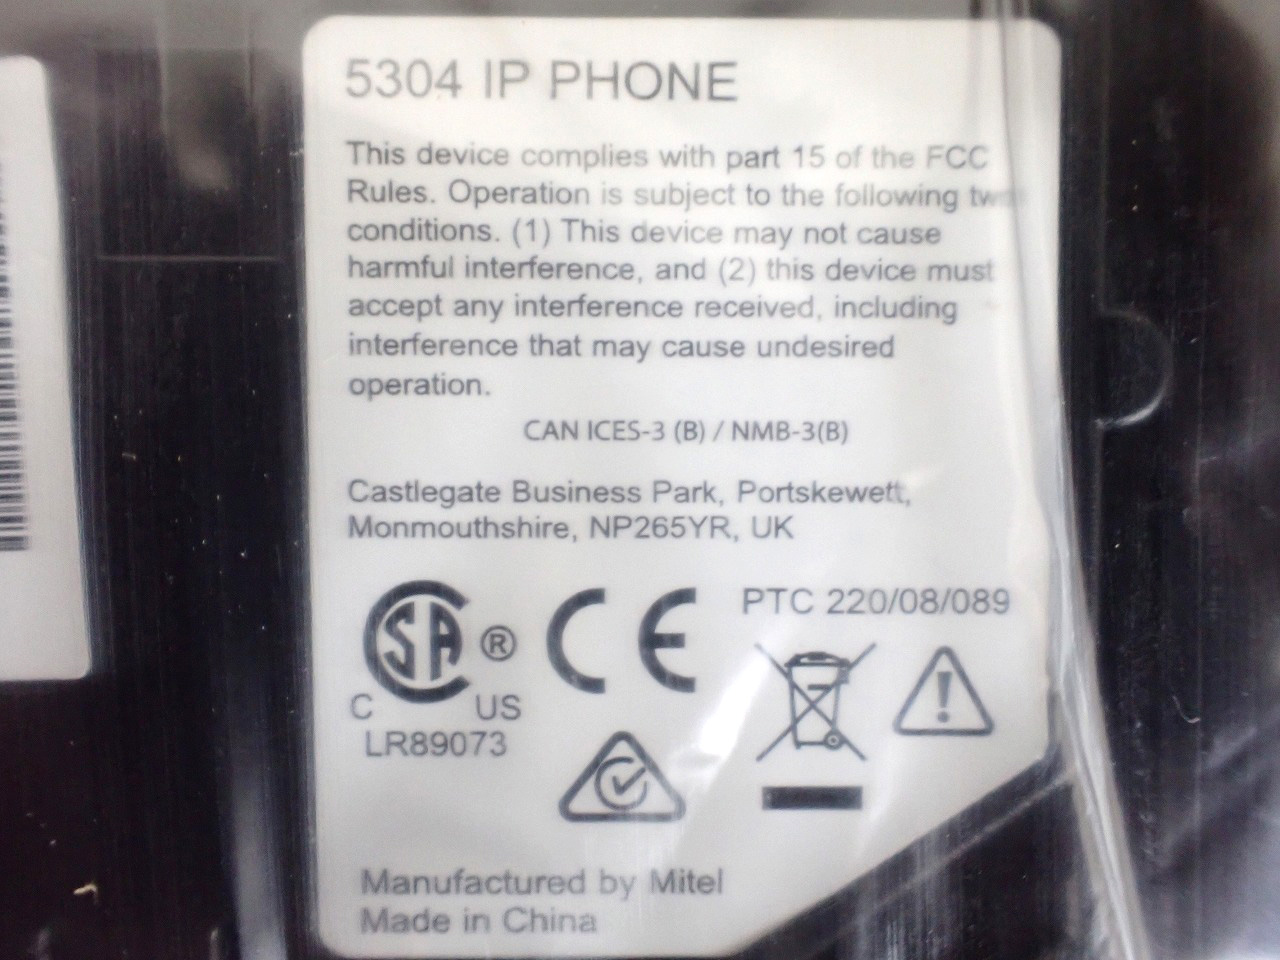 5304 IP PHONE
This device complies with part 15 of the FCC
Rules. Operation is subject to the following two
conditions. (1) This device may not cause
harmful interference, and (2) this device must
accept any interference received, including
interference that may cause undesired
operation.
CAN ICES-3 (B) / NMB-3(B)
Castlegate Business Park, Portskewett,
Monmouthshire, NP265YR, UK
PTC 220/08/089
SA ® CE
C US
LR89073
Manufactured by Mitel
Made in China